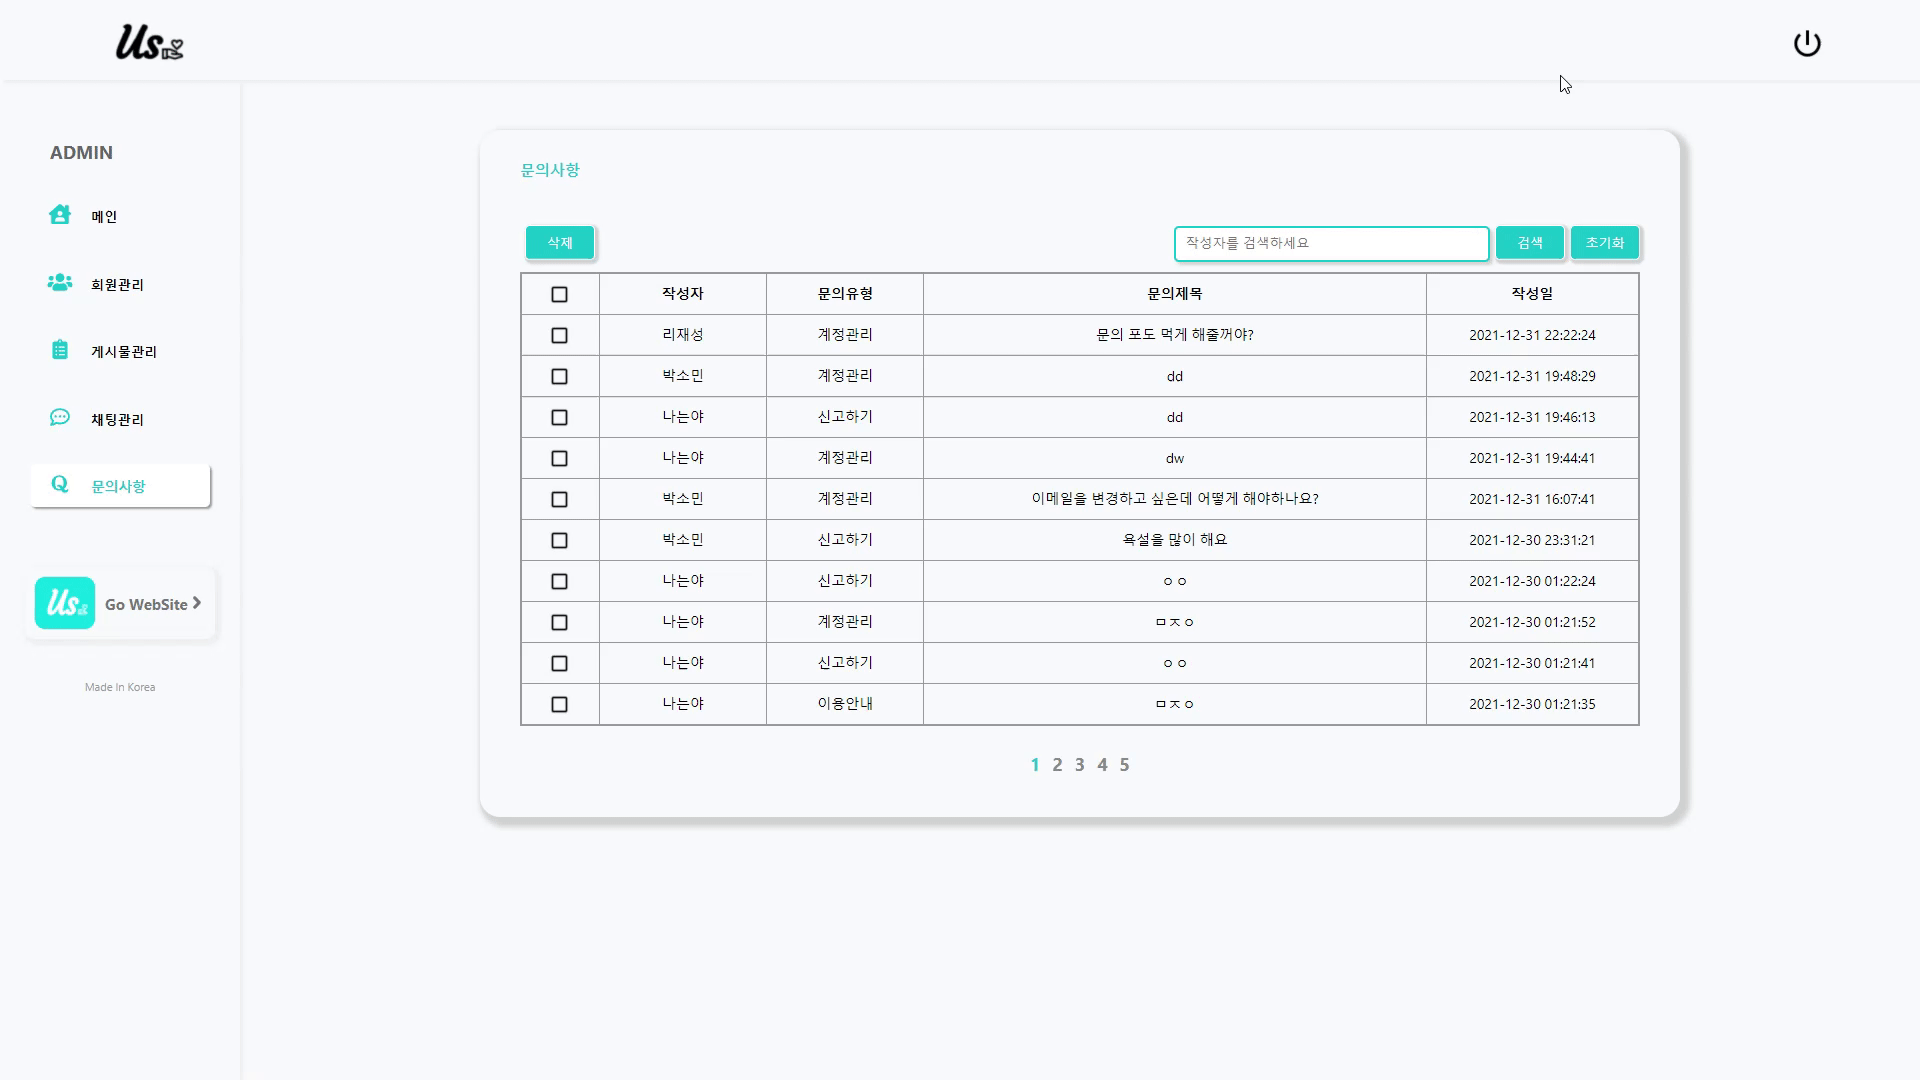 Us
ADMIN
메인
회원관리
게시물관리
채팅관리
Q 문의사항
Us Go WebSite
Made In Korea
문의사항
삭제 작성자를 검색하세요 검색 초기화
작성자 문의유형 문의제목 작성일
리재성 계정관리 문의 포도 먹게 해줄꺼야? 2021-12-31 22:22:24
박소민 계정관리 dd 2021-12-31 19:48:29
나는야 신고하기 dd 2021-12-31 19:46:13
나는야 계정관리 dw 2021-12-31 19:44:41
박소민 계정관리 이메일을 변경하고 싶은데 어떻게 해야하나요? 2021-12-31 16:07:41
박소민 신고하기 욕설을 많이 해요 2021-12-30 23:31:21
나는야 신고하기 ㅇㅇ 2021-12-30 01:22:24
나는야 계정관리 ㅁㅈㅇ 2021-12-30 01:21:52
나는야 신고하기 ㅇㅇ 2021-12-30 01:21:41
나는야 이용안내 ㅁㅈㅇ 2021-12-30 01:21:35
1 2 3 4 5